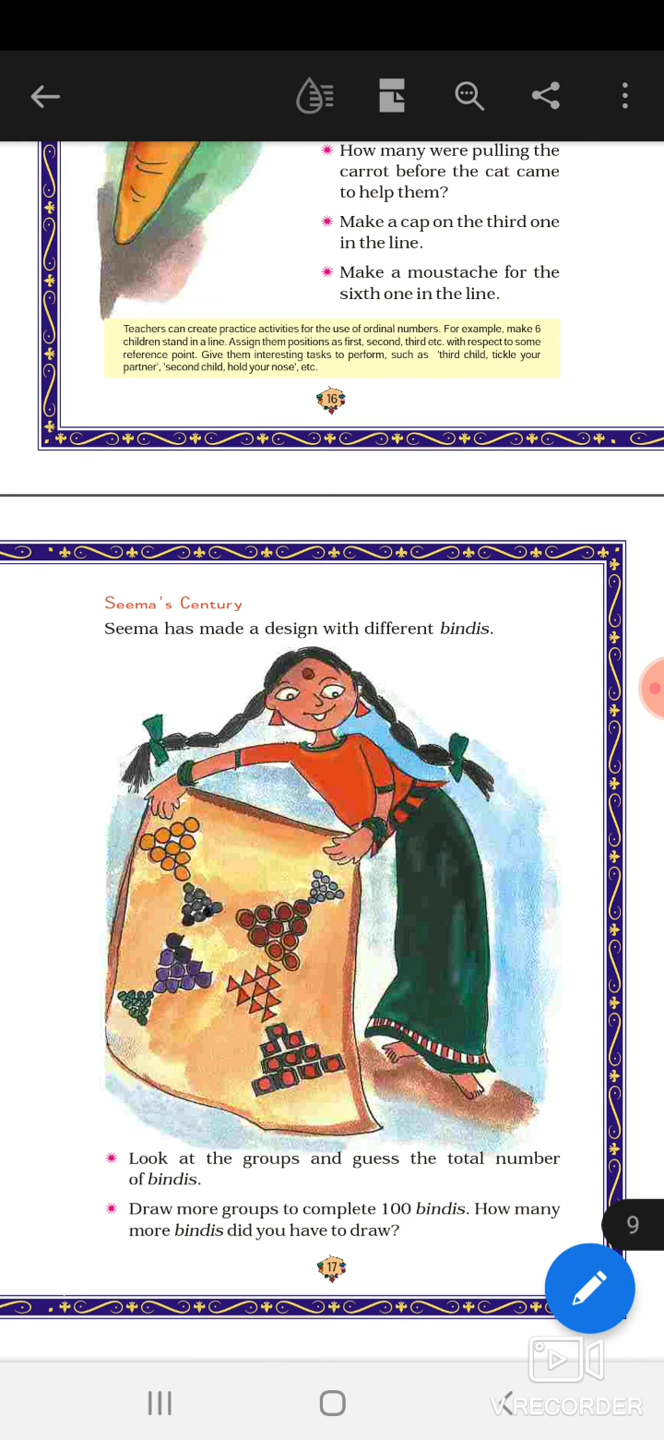 How many were pulling the
carrot before the cat came
to help them?
Make a cap on the third one
in the line.
Make a moustache for the
sixth one in the line.
Teachers can create practice activities for the use of ordinal numbers. For example, make 6
children stand in a line. Assign them positions as first, second, third etc. with respect to some
reference point. Give them interesting tasks to perform, such as 'third child, tickle your
partner', 'second child, hold your nose', etc.
16
Seema's Century
Seema has made a design with different bindis.
Look at the groups and guess the total number
of bindis.
Draw more groups to complete 100 bindis. How many
more bindis did you have to draw?
9
17
V RECORDER